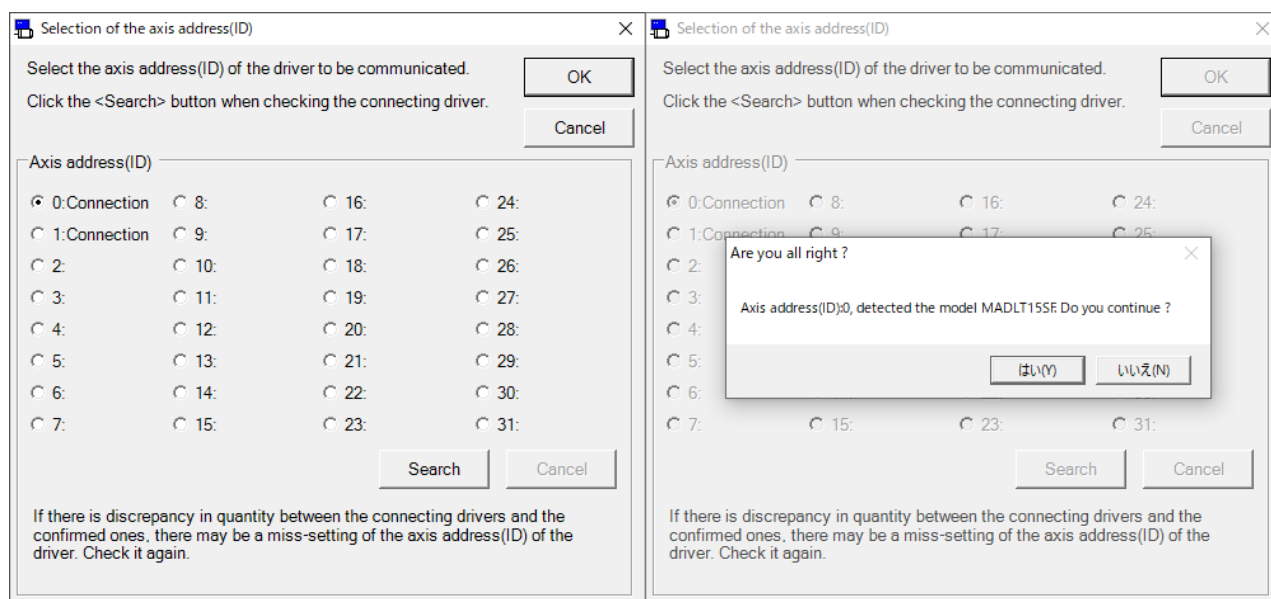 Selection of the axis address(ID)
Select the axis address(ID) of the driver to be communicated.
Click the <Search> button when checking the connecting driver.
OK
Cancel
Axis address(ID)
0:Connection 8: 16: 24:
1:Connection 9: 17: 25:
2: 10: 18: 26:
3: 11: 19: 27:
4: 12: 20: 28:
5: 13: 21: 29:
6: 14: 22: 30:
7: 15: 23: 31:
Search Cancel
If there is discrepancy in quantity between the connecting drivers and the
confirmed ones, there may be a miss-setting of the axis address(ID) of the
driver. Check it again.
Selection of the axis address(ID)
Select the axis address(ID) of the driver to be communicated.
Click the <Search> button when checking the connecting driver.
OK
Cancel
Axis address(ID)
0:Connection 8: 16: 24:
1:Connection 9: 17: 25:
2:
3:
4:
5:
6:
7: 15: 23: 31:
Are you all right ?
Axis address(ID):0, detected the model MADLT15SF. Do you continue ?
はい(Y) いいえ(N)
Search Cancel
If there is discrepancy in quantity between the connecting drivers and the
confirmed ones, there may be a miss-setting of the axis address(ID) of the
driver. Check it again.